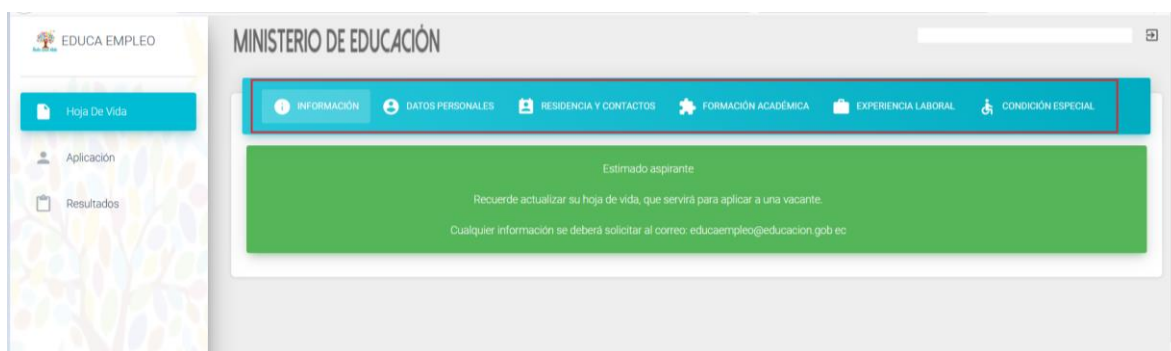 EDUCA EMPLEO
MINISTERIO DE EDUCACIÓN
Hoja De Vida
Aplicación
Resultados
INFORMACIÓN
DATOS PERSONALES
RESIDENCIA Y CONTACTOS
FORMACIÓN ACADÉMICA
EXPERIENCIA LABORAL
CONDICIÓN ESPECIAL
Estimado aspirante
Recuerde actualizar su hoja de vida, que servirá para aplicar a una vacante.
Cualquier información se deberá solicitar al correo: educaempleo@educacion.gob ec